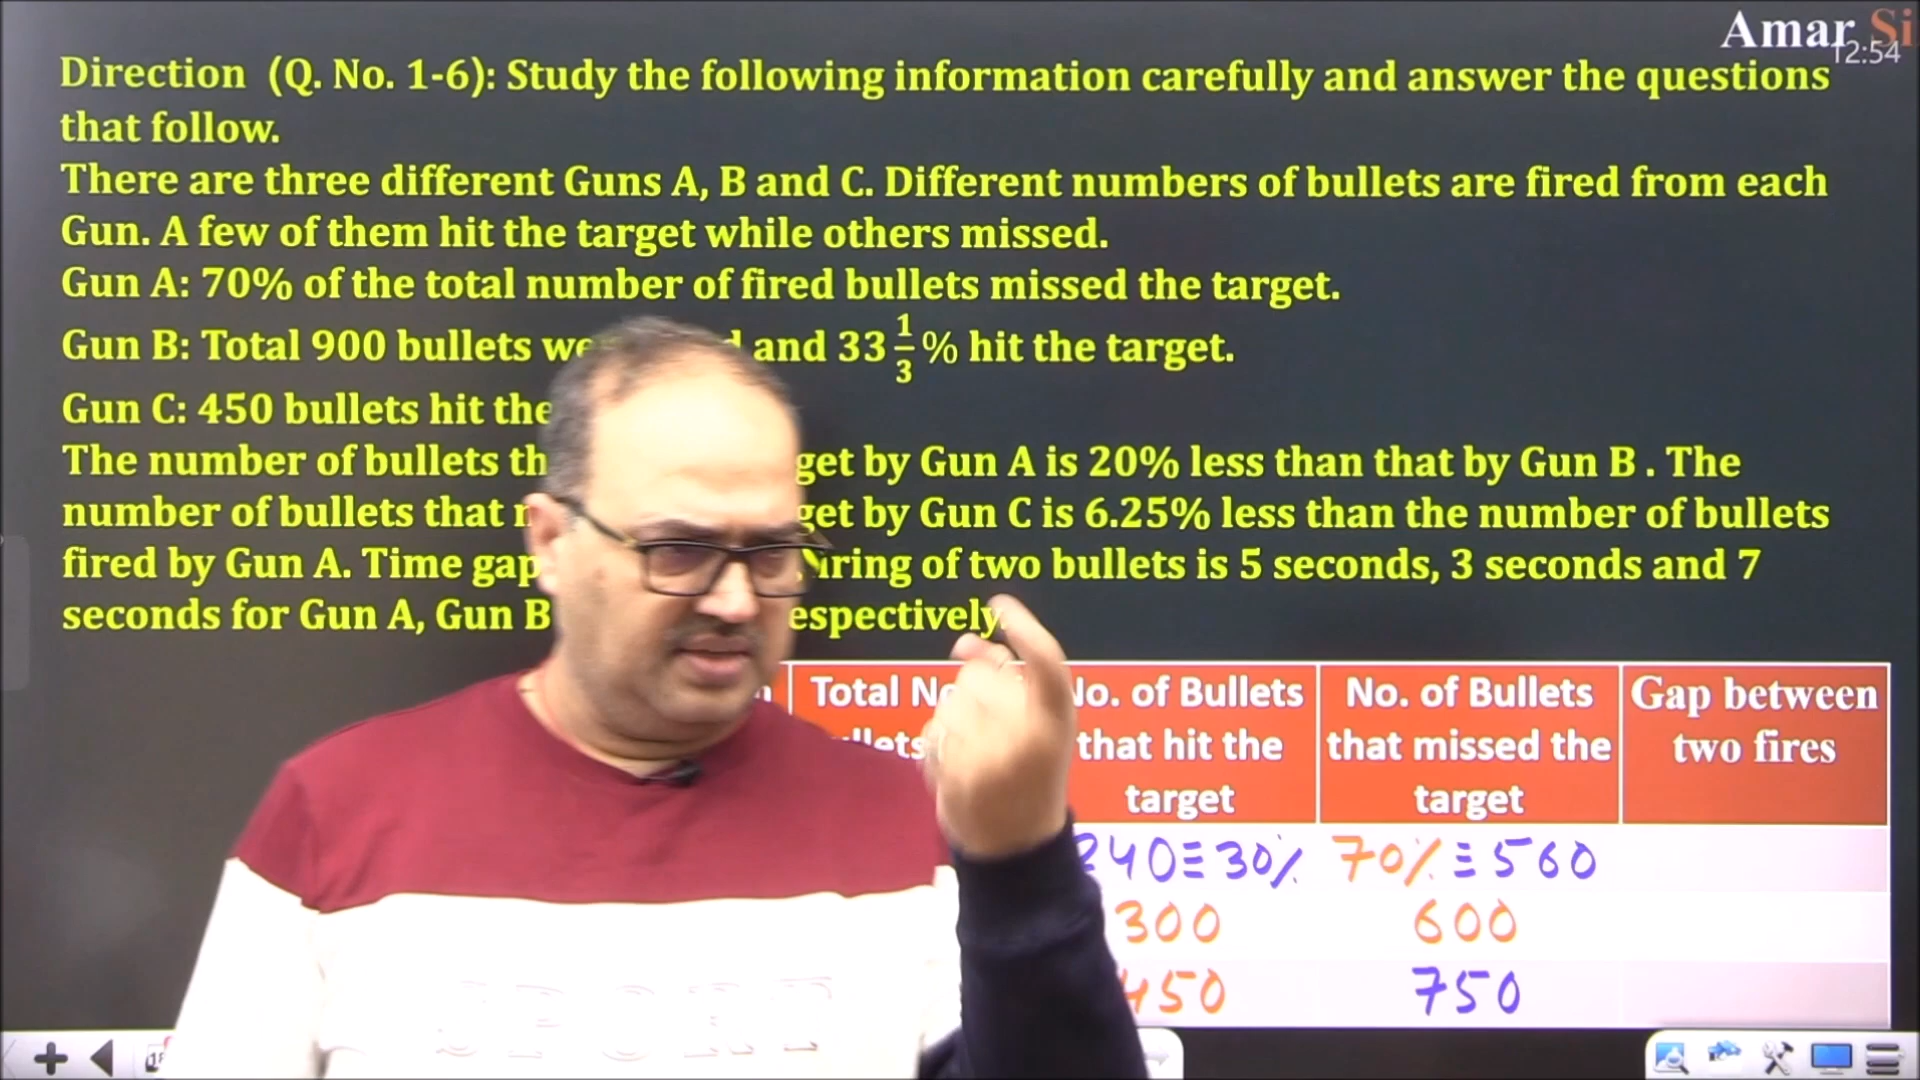 Amar Si
12:54
Direction (Q. No. 1-6): Study the following information carefully and answer the questions
that follow.
There are three different Guns A, B and C. Different numbers of bullets are fired from each
Gun. A few of them hit the target while others missed.
Gun A: 70% of the total number of fired bullets missed the target.
Gun B: Total 900 bullets and 33 1/3 % hit the target.
Gun C: 450 bullets hit the
The number of bullets by Gun A is 20% less than that by Gun B . The
number of bullets that by Gun C is 6.25% less than the number of bullets
fired by Gun A. Time gap of two bullets is 5 seconds, 3 seconds and 7
seconds for Gun A, Gun B
Total No. of Bullets No. of Bullets Gap between
that hit the that missed the two fires
target target
240≡30% 70%≡560
300 600
450 750